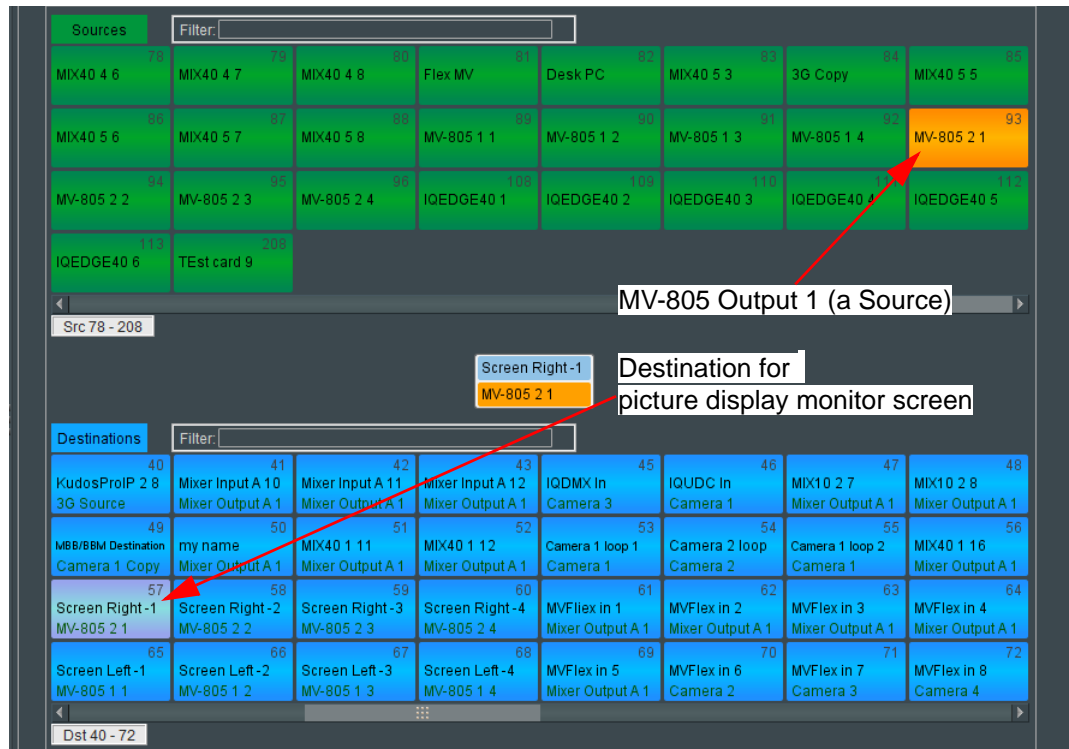 Sources
Filter:
78
MIX40 4 6
79
MIX40 4 7
80
MIX40 4 8
81
Flex MV
82
Desk PC
83
MIX40 5 3
84
3G Copy
85
MIX40 5 5
86
MIX40 5 6
87
MIX40 5 7
88
MIX40 5 8
89
MV-805 1 1
90
MV-805 1 2
91
MV-805 1 3
92
MV-805 1 4
93
MV-805 2 1
94
MV-805 2 2
95
MV-805 2 3
96
MV-805 2 4
108
IQEDGE40 1
109
IQEDGE40 2
110
IQEDGE40 3
111
IQEDGE40 4
112
IQEDGE40 5
113
IQEDGE40 6
208
TEst card 9
MV-805 Output 1 (a Source)
Src 78 - 208
Screen Right -1
MV-805 2 1
Destination for
picture display monitor screen
Destinations
Filter:
40
KudosProIP 2 8
3G Source
41
Mixer Input A 10
Mixer Output A 1
42
Mixer Input A 11
Mixer Output A 1
43
Mixer Input A 12
Mixer Output A 1
45
IQDMX In
Camera 3
46
IQUDC In
Camera 1
47
MIX10 2 7
Mixer Output A 1
48
MIX10 2 8
Mixer Output A 1
49
MBB/BBM Destination
Camera 1 Copy
50
my name
Mixer Output A 1
51
MIX40 1 11
Mixer Output A 1
52
MIX40 1 12
Mixer Output A 1
53
Camera 1 loop 1
Camera 1
54
Camera 2 loop
Camera 2
55
Camera 1 loop 2
Camera 1
56
MIX40 1 16
Mixer Output A 1
57
Screen Right -1
MV-805 2 1
58
Screen Right -2
MV-805 2 2
59
Screen Right -3
MV-805 2 3
60
Screen Right -4
MV-805 2 4
61
MVFliex in 1
Mixer Output A 1
62
MVFlex in 2
Mixer Output A 1
63
MVFlex in 3
Mixer Output A 1
64
MVFlex in 4
Mixer Output A 1
65
Screen Left -1
MV-805 1 1
66
Screen Left -2
MV-805 1 2
67
Screen Left -3
MV-805 1 3
68
Screen Left -4
MV-805 1 4
69
MVFlex in 5
Mixer Output A 1
70
MVFlex in 6
Camera 2
71
MVFlex in 7
Camera 3
72
MVFlex in 8
Camera 4
Dst 40 - 72